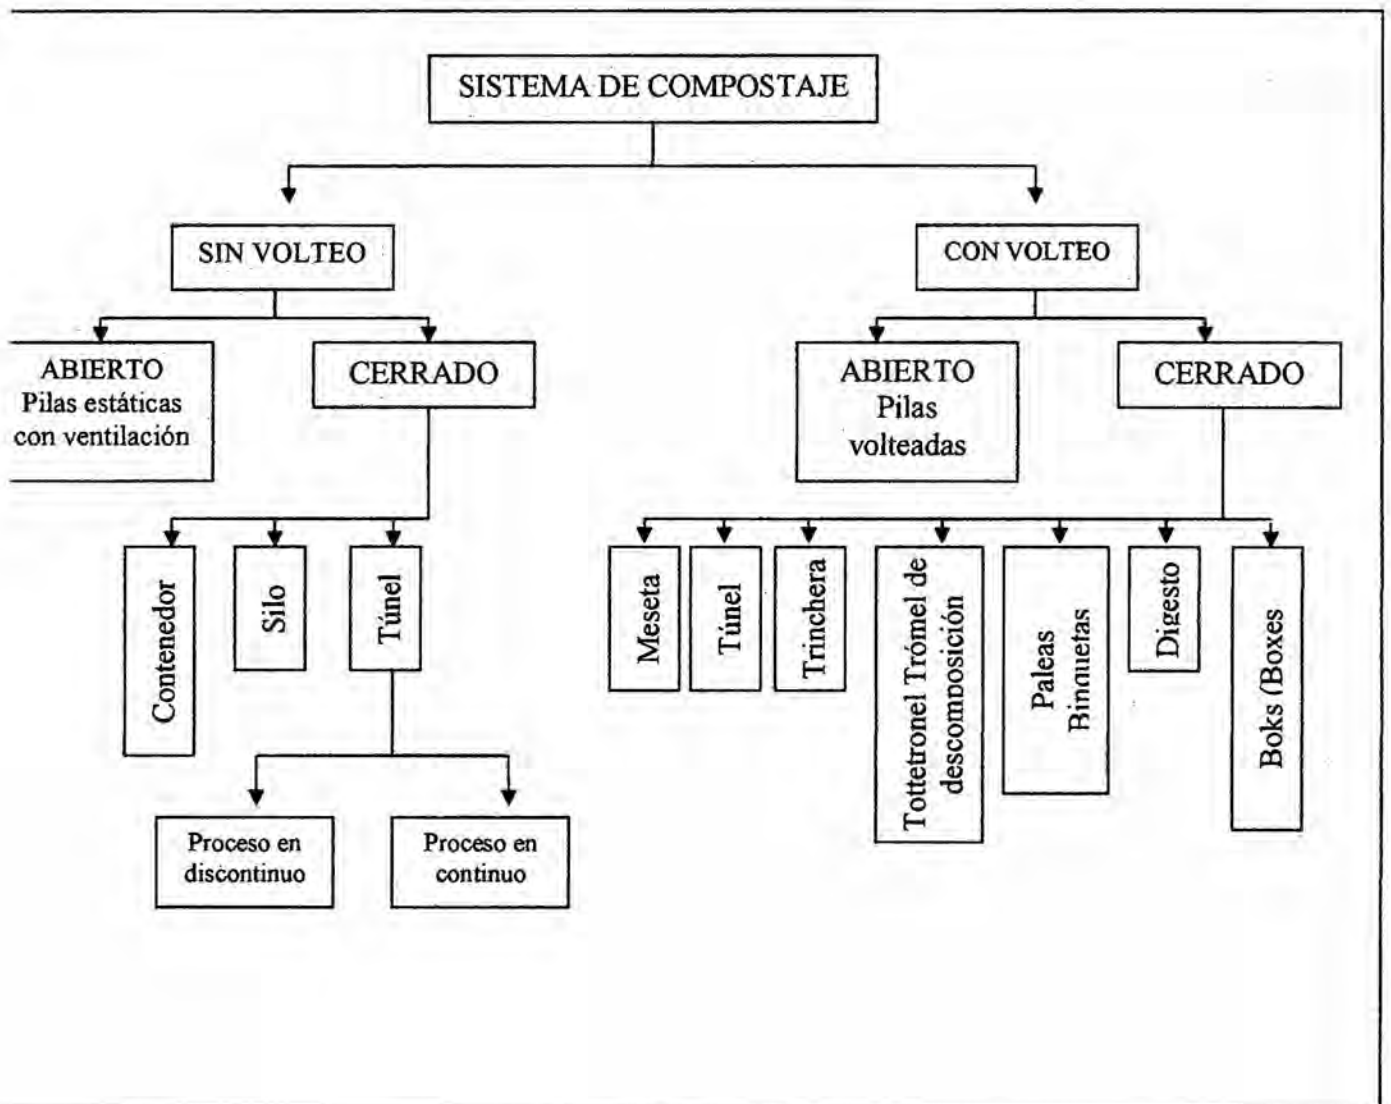 SISTEMA DE COMPOSTAJE
SIN VOLTEO
CON VOLTEO
ABIERTO
Pilas estáticas
con ventilación
CERRADO
ABIERTO
Pilas
volteadas
CERRADO
Contenedor
Silo
Túnel
Meseta
Túnel
Trinchera
Tottetronel Trómel de
descomposición
Paleas
Binquetas
Digesto
Boks (Boxes
Proceso en
discontinuo
Proceso en
continuo